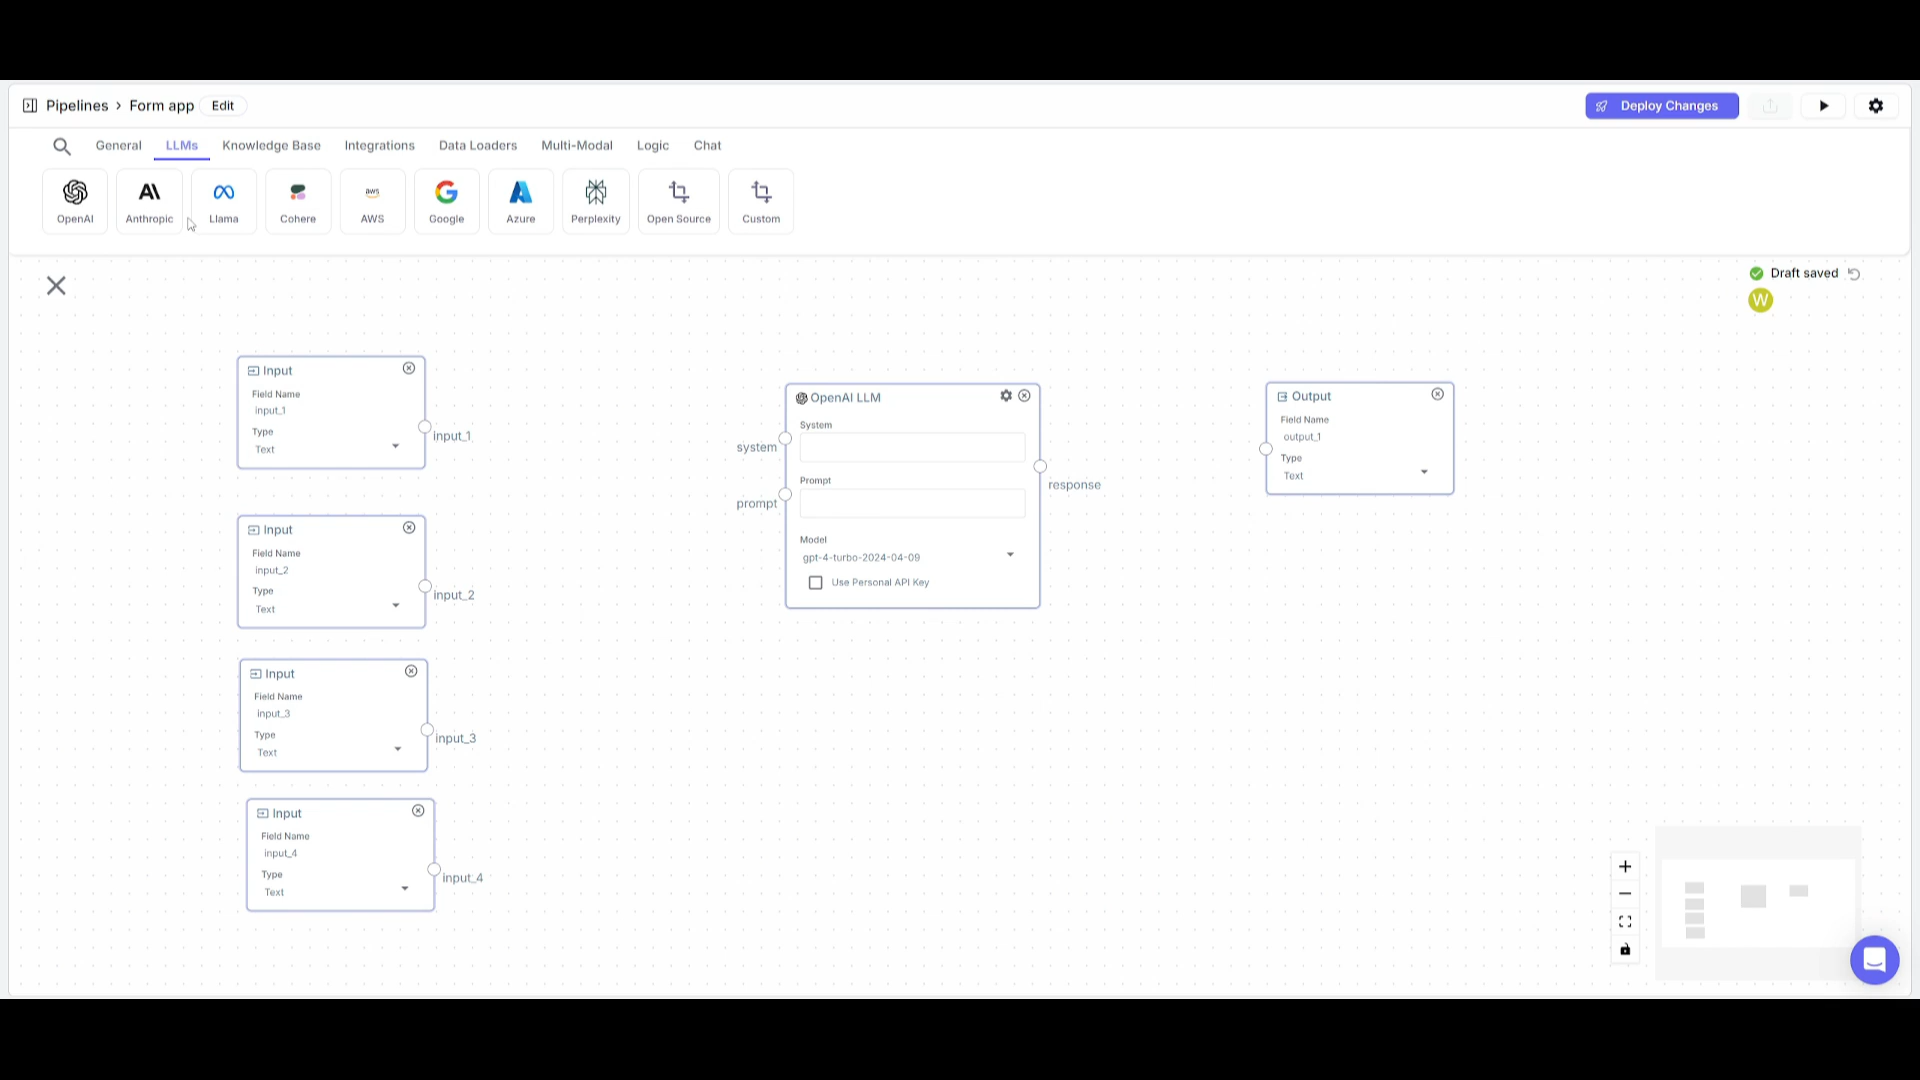 Pipelines › Form app Edit
Deploy Changes
General LLMs Knowledge Base Integrations Data Loaders Multi-Modal Logic Chat
OpenAI Anthropic Llama Cohere aws AWS Google Azure Perplexity Open Source Custom
Draft saved
W
Input
Field Name
input_1
Type
Text
input_1
Input
Field Name
input_2
Type
Text
input_2
Input
Field Name
input_3
Type
Text
input_3
Input
Field Name
input_4
Type
Text
input_4
OpenAI LLM
System
system
Prompt
prompt
Model
gpt-4-turbo-2024-04-09
Use Personal API Key
response
Output
Field Name
output_1
Type
Text